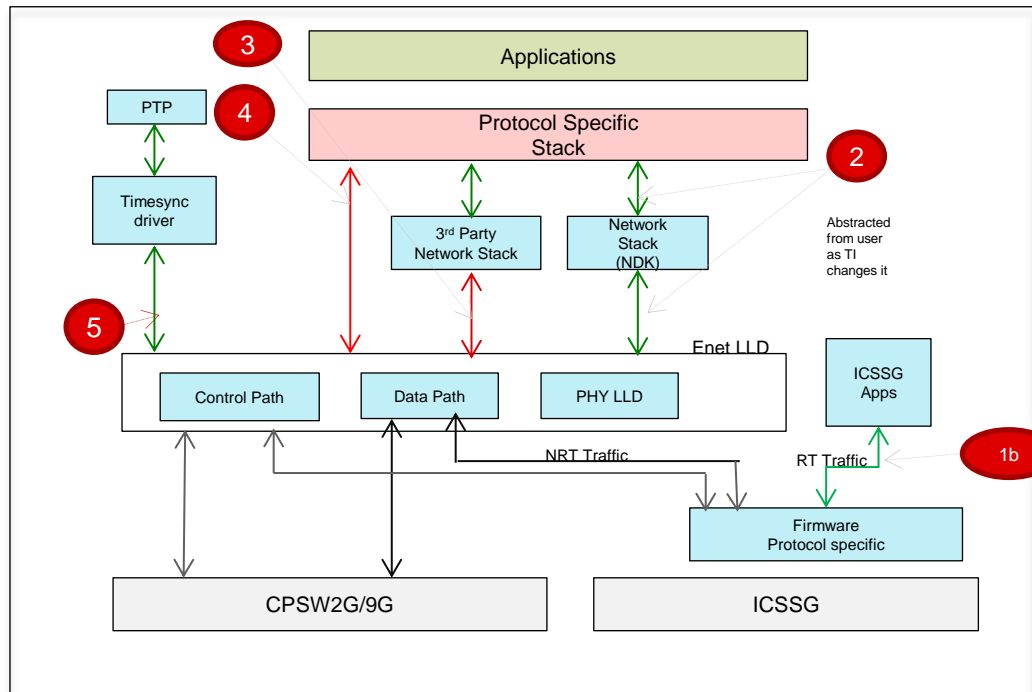 3
Applications
PTP
4
Protocol Specific
Stack
2
Timesync
driver
3rd Party
Network Stack
Network
Stack
(NDK)
Abstracted
from user
as TI
changes it
5
Enet LLD
Control Path
Data Path
PHY LLD
ICSSG
Apps
NRT Traffic
RT Traffic
1b
Firmware
Protocol specific
CPSW2G/9G
ICSSG